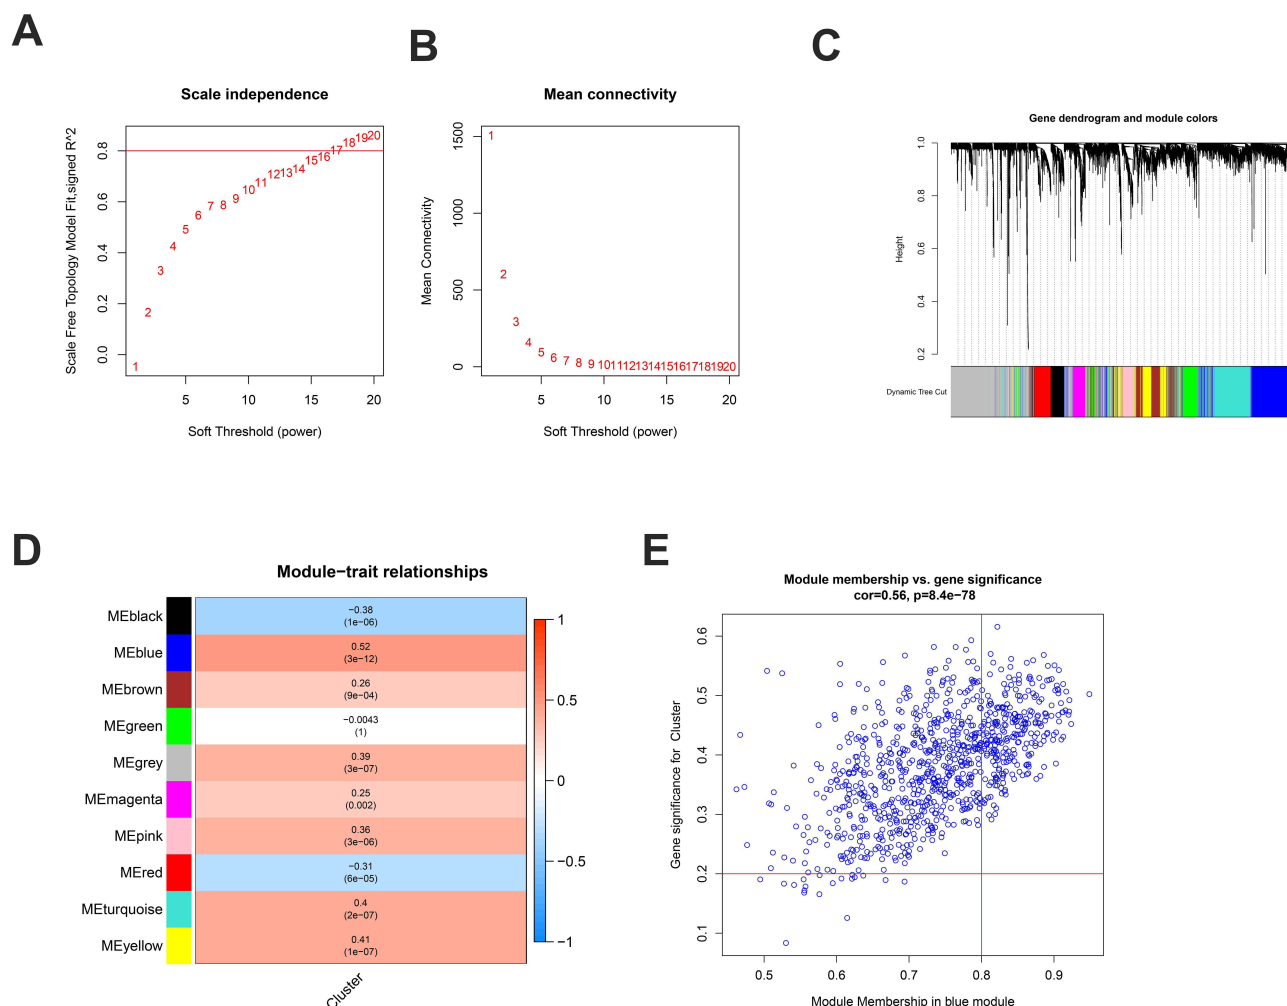 A
B
C
Scale independence
Scale Free Topology Model Fit,signed R^2
0.0
0.2
0.4
0.6
0.8
1
2
3
4
5
6
7
8
9
10
11
12
13
14
15
16
17
18
19
20
5
10
15
20
Soft Threshold (power)
Mean connectivity
Mean Connectivity
0
500
1000
1500
1
2
3
4
5
6
7
8
9
10
11
12
13
14
15
16
17
18
19
20
5
10
15
20
Soft Threshold (power)
Gene dendrogram and module colors
Height
1.0
0.8
0.6
0.4
0.2
Dynamic Tree Cut
D
E
Module−trait relationships
MEblack
−0.38
(1e−06)
MEblue
0.52
(3e−12)
MEbrown
0.26
(9e−04)
MEgreen
−0.0043
(1)
MEgrey
0.39
(3e−07)
MEmagenta
0.25
(0.002)
MEpink
0.36
(3e−06)
MEred
−0.31
(6e−05)
MEturquoise
0.4
(2e−07)
MEyellow
0.41
(1e−07)
Cluster
1
0.5
0
−0.5
−1
Module membership vs. gene significance
cor=0.56, p=8.4e−78
Gene significance for Cluster
0.1
0.2
0.3
0.4
0.5
0.6
0.5
0.6
0.7
0.8
0.9
Module Membership in blue module